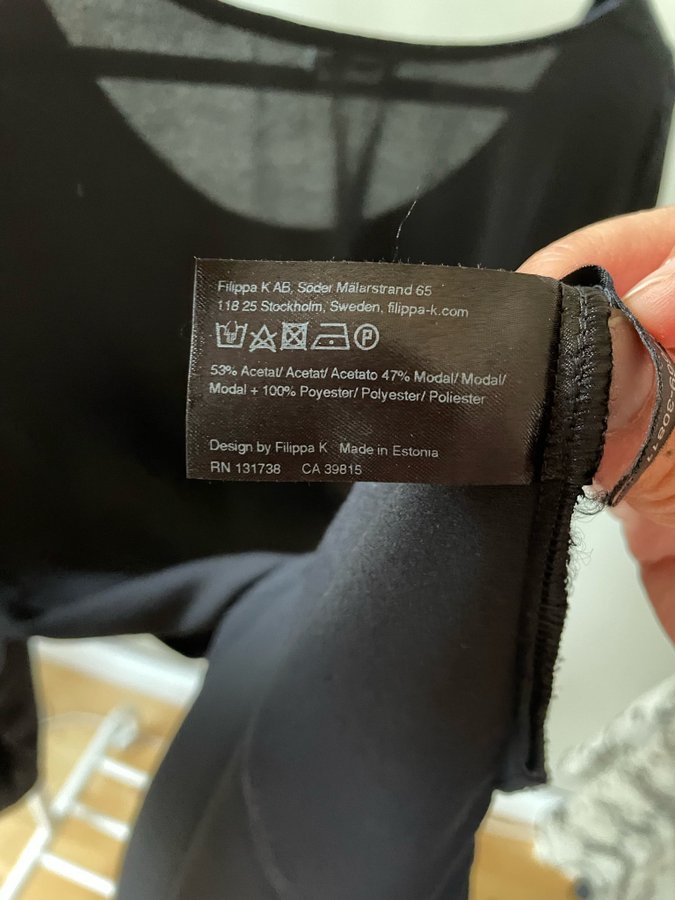 Filippa K AB, Söder Mälarstrand 65
118 25 Stockholm, Sweden, filippa-k.com
P
53% Acetat/ Acetat/ Acetato 47% Modal/ Modal/
Modal + 100% Poyester/ Polyester/ Poliester
Design by Filippa K Made in Estonia
RN 131738 CA 39815